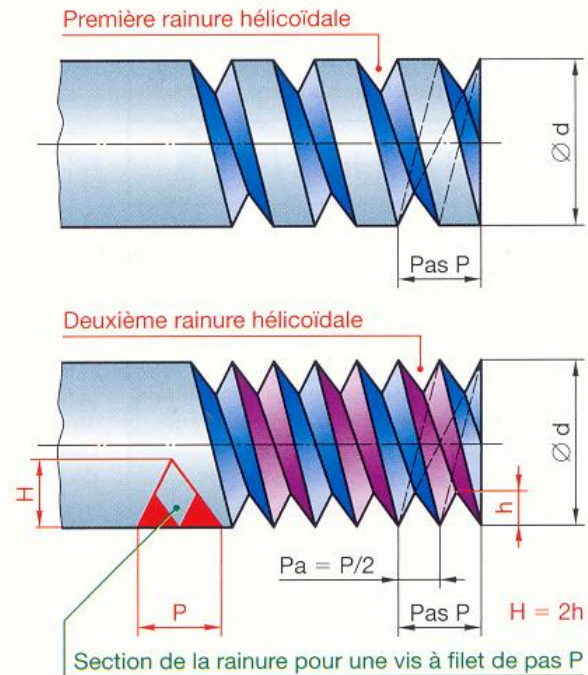 Première rainure hélicoïdale
Ø d
Pas P
Deuxième rainure hélicoïdale
H
Ø d
h
Pa = P/2
P
Pas P
H = 2h
Section de la rainure pour une vis à filet de pas P